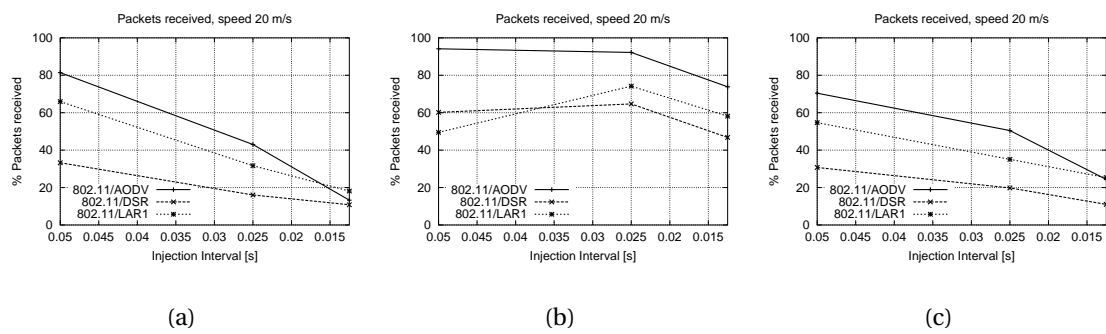 Packets received, speed 20 m/s
100
80
60
40
20
0
% Packets received
802.11/AODV
802.11/DSR
802.11/LAR1
0.05 0.045 0.04 0.035 0.03 0.025 0.02 0.015
Injection Interval [s]
(a)
Packets received, speed 20 m/s
100
80
60
40
20
0
% Packets received
802.11/AODV
802.11/DSR
802.11/LAR1
0.05 0.045 0.04 0.035 0.03 0.025 0.02 0.015
Injection Interval [s]
(b)
Packets received, speed 20 m/s
100
80
60
40
20
0
% Packets received
802.11/AODV
802.11/DSR
802.11/LAR1
0.05 0.045 0.04 0.035 0.03 0.025 0.02 0.015
Injection Interval [s]
(c)